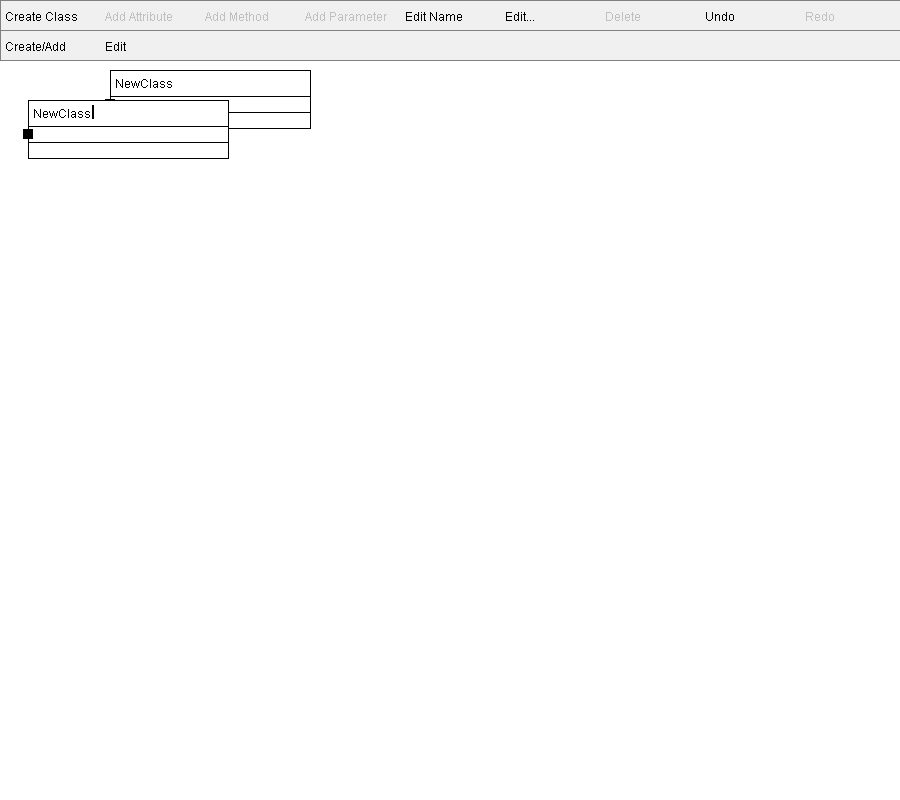 Create Class Add Attribute Add Method Add Parameter Edit Name Edit... Delete Undo Redo
Create/Add Edit
NewClass
NewClass